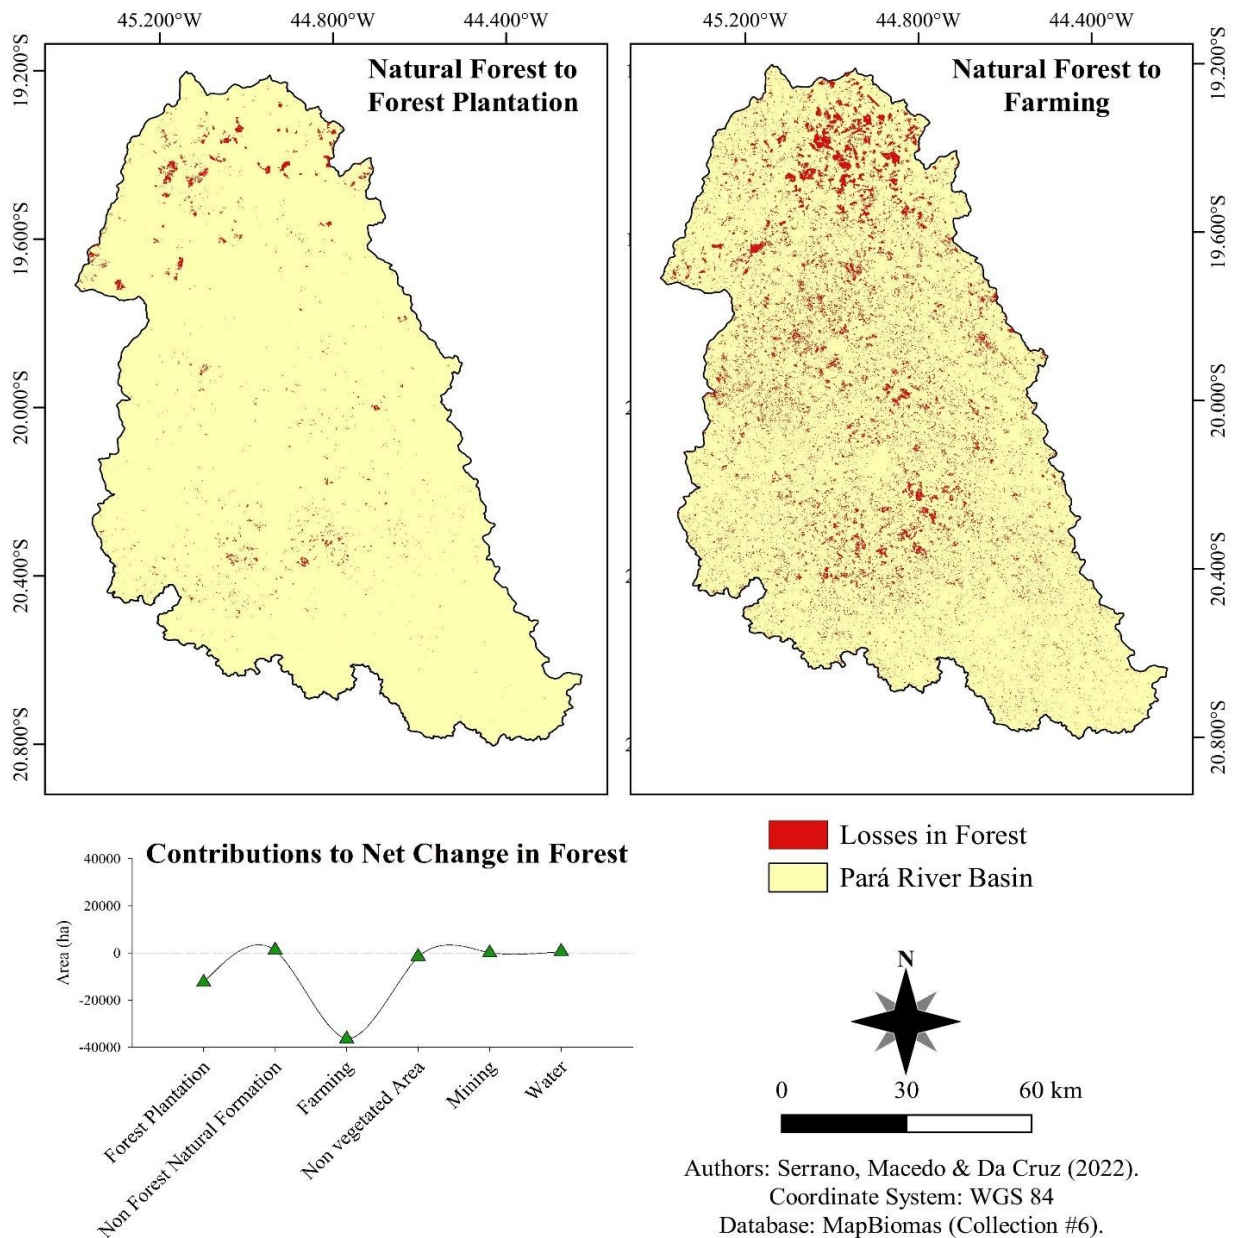 45.200°W 44.800°W 44.400°W
45.200°W 44.800°W 44.400°W
Natural Forest to
Forest Plantation
Natural Forest to
Farming
19.200°S
19.600°S
20.000°S
20.400°S
20.800°S
19.200°S
19.600°S
20.000°S
20.400°S
20.800°S
Contributions to Net Change in Forest
Area (ha)
40000
20000
0
-20000
-40000
Forest Plantation
Non Forest Natural Formation
Farming
Non vegetated Area
Mining
Water
Losses in Forest
Pará River Basin
N
0 30 60 km
Authors: Serrano, Macedo & Da Cruz (2022).
Coordinate System: WGS 84
Database: MapBiomas (Collection #6).